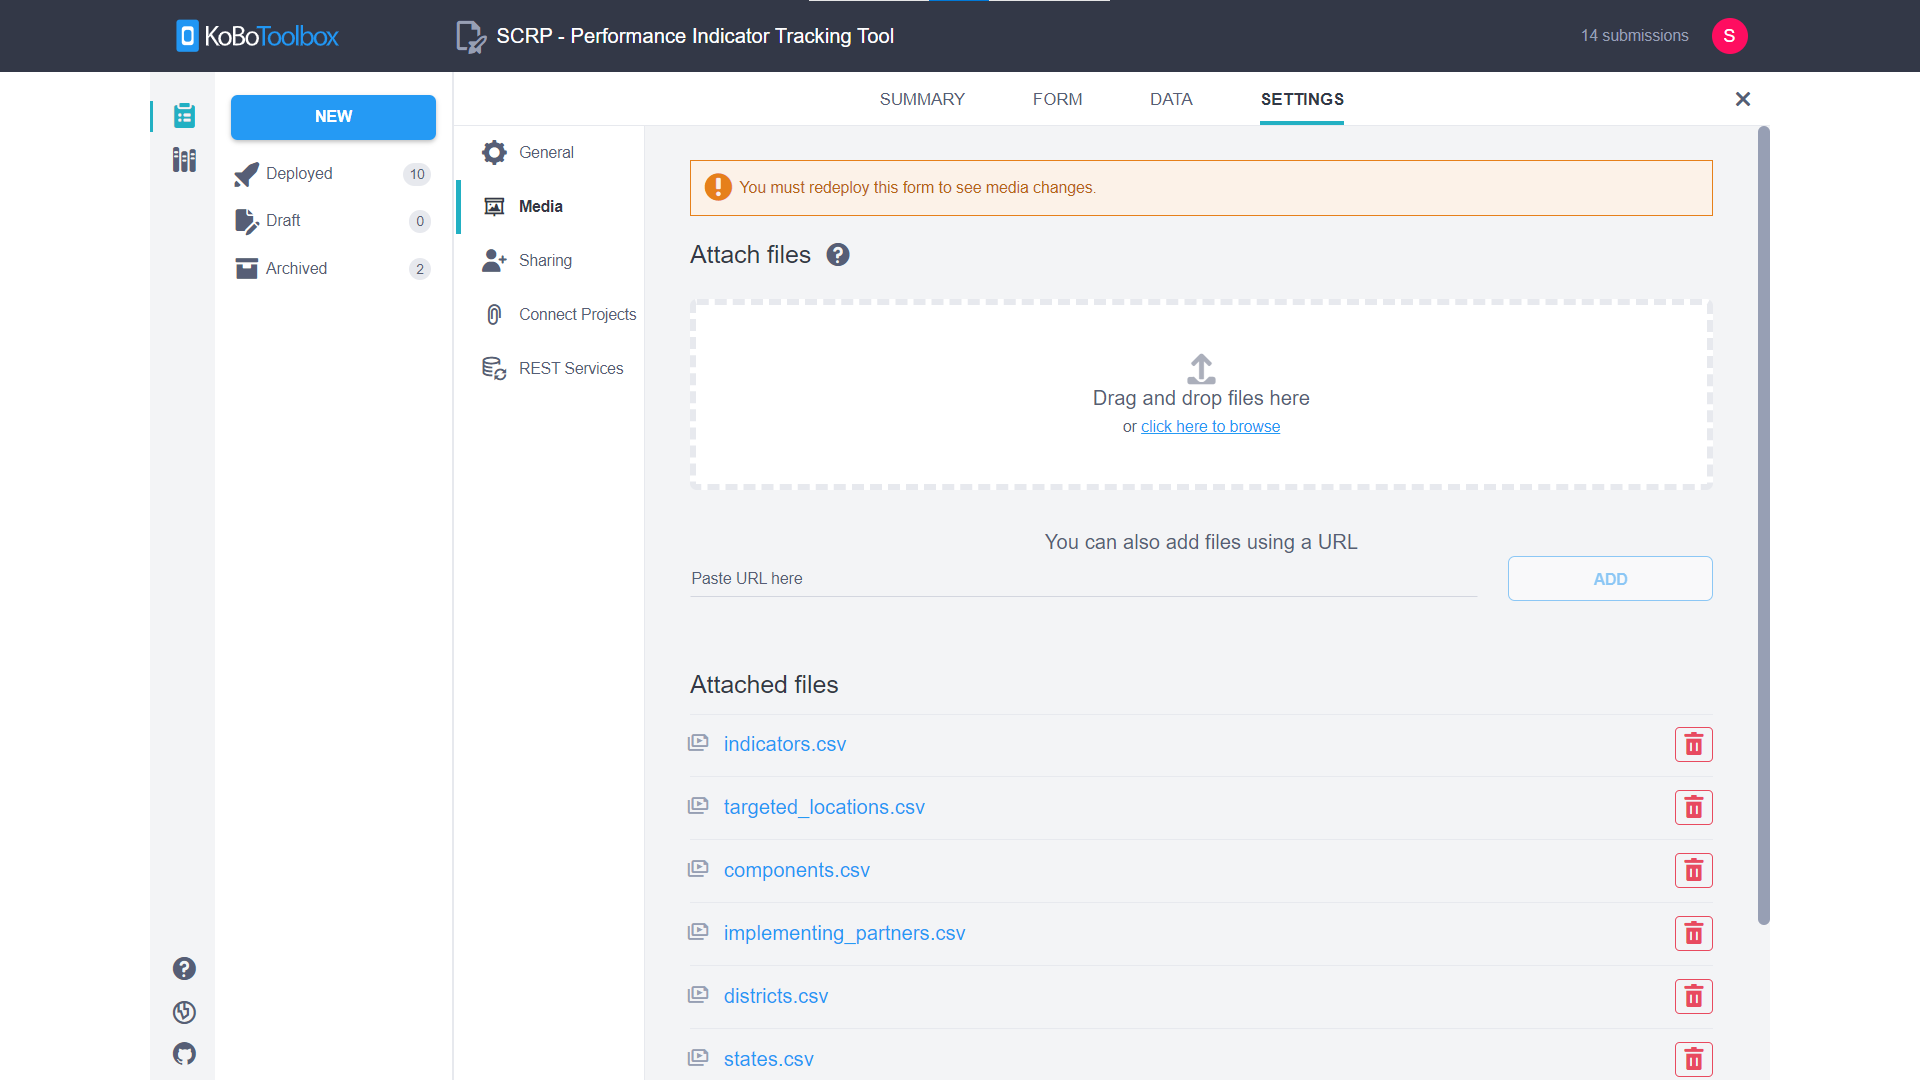 KoBoToolbox
SCRP - Performance Indicator Tracking Tool
14 submissions
S
NEW
Deployed
10
Draft
0
Archived
2
SUMMARY
FORM
DATA
SETTINGS
General
Media
Sharing
Connect Projects
REST Services
You must redeploy this form to see media changes.
Attach files
Drag and drop files here
or click here to browse
You can also add files using a URL
Paste URL here
ADD
Attached files
indicators.csv
targeted_locations.csv
components.csv
implementing_partners.csv
districts.csv
states.csv